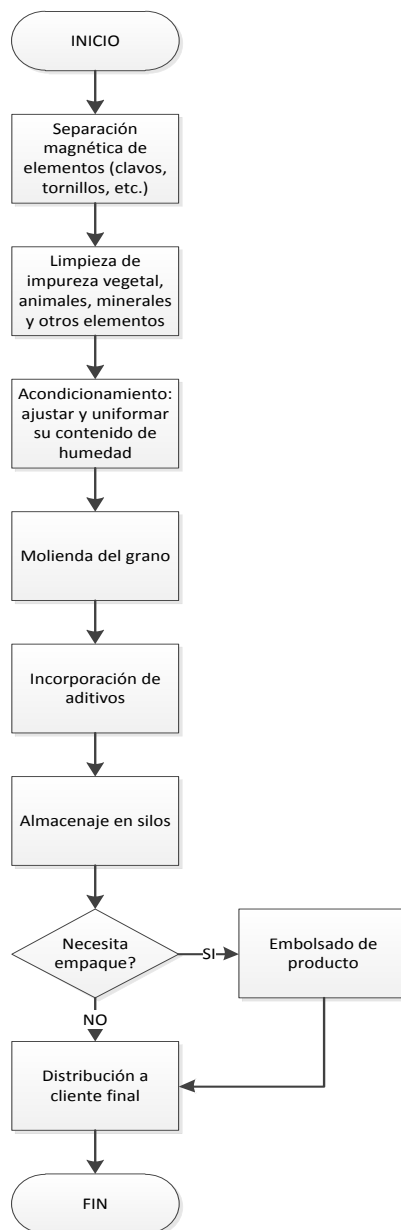 INICIO
Separación
magnética de
elementos (clavos,
tornillos, etc.)
Limpieza de
impureza vegetal,
animales, minerales
y otros elementos
Acondicionamiento:
ajustar y uniformar
su contenido de
humedad
Molienda del grano
Incorporación de
aditivos
Almacenaje en silos
Necesita
empaque?
SI
Embolsado de
producto
NO
Distribución a
cliente final
FIN